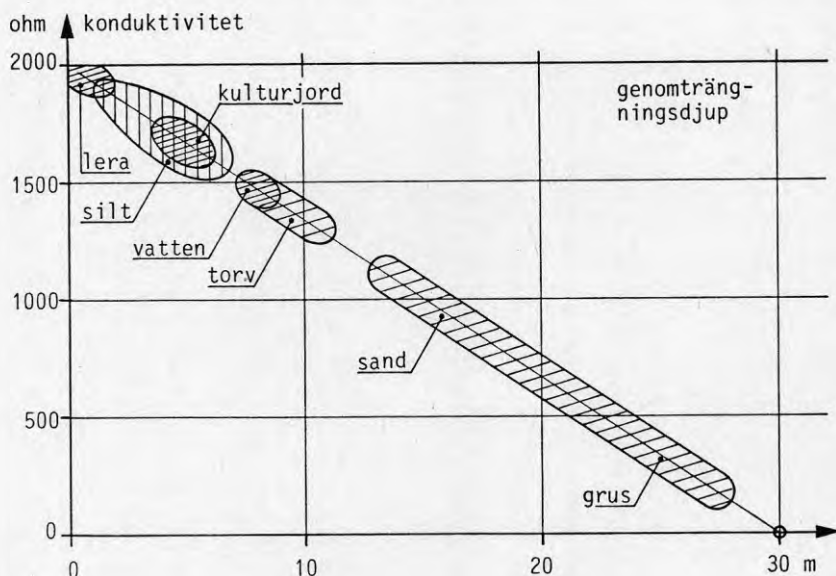 ohm konduktivitet
2000
genomträng-
ningsdjup
kulturjord
lera
1500
silt
vatten
torv
1000
sand
500
grus
0
0 10 20 30 m